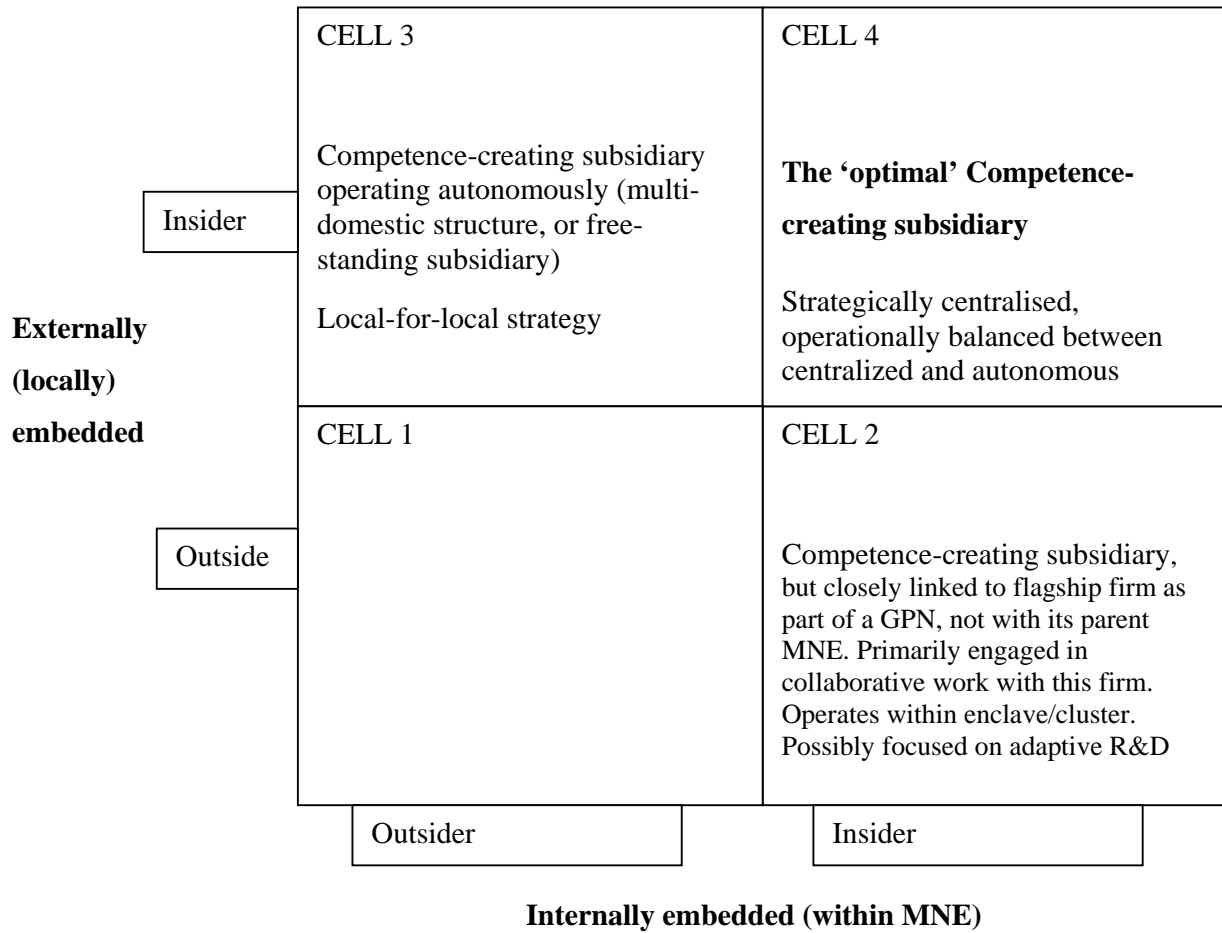 CELL 3
Competence-creating subsidiary
operating autonomously (multi-
domestic structure, or free-
standing subsidiary)
Local-for-local strategy
CELL 4
The ‘optimal’ Competence-
creating subsidiary
Strategically centralised,
operationally balanced between
centralized and autonomous
Insider
Externally
(locally)
embedded
CELL 1
CELL 2
Competence-creating subsidiary,
but closely linked to flagship firm as
part of a GPN, not with its parent
MNE. Primarily engaged in
collaborative work with this firm.
Operates within enclave/cluster.
Possibly focused on adaptive R&D
Outside
Outsider
Insider
Internally embedded (within MNE)